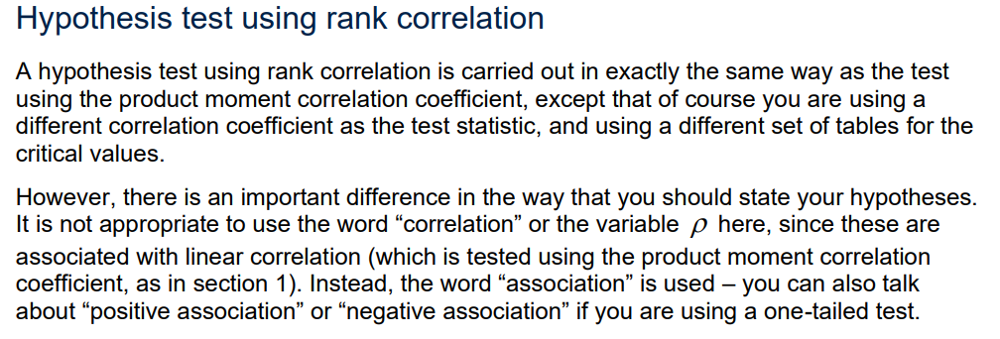 Hypothesis test using rank correlation
A hypothesis test using rank correlation is carried out in exactly the same way as the test
using the product moment correlation coefficient, except that of course you are using a
different correlation coefficient as the test statistic, and using a different set of tables for the
critical values.
However, there is an important difference in the way that you should state your hypotheses.
It is not appropriate to use the word “correlation” or the variable ρ here, since these are
associated with linear correlation (which is tested using the product moment correlation
coefficient, as in section 1). Instead, the word “association” is used – you can also talk
about “positive association” or “negative association” if you are using a one-tailed test.